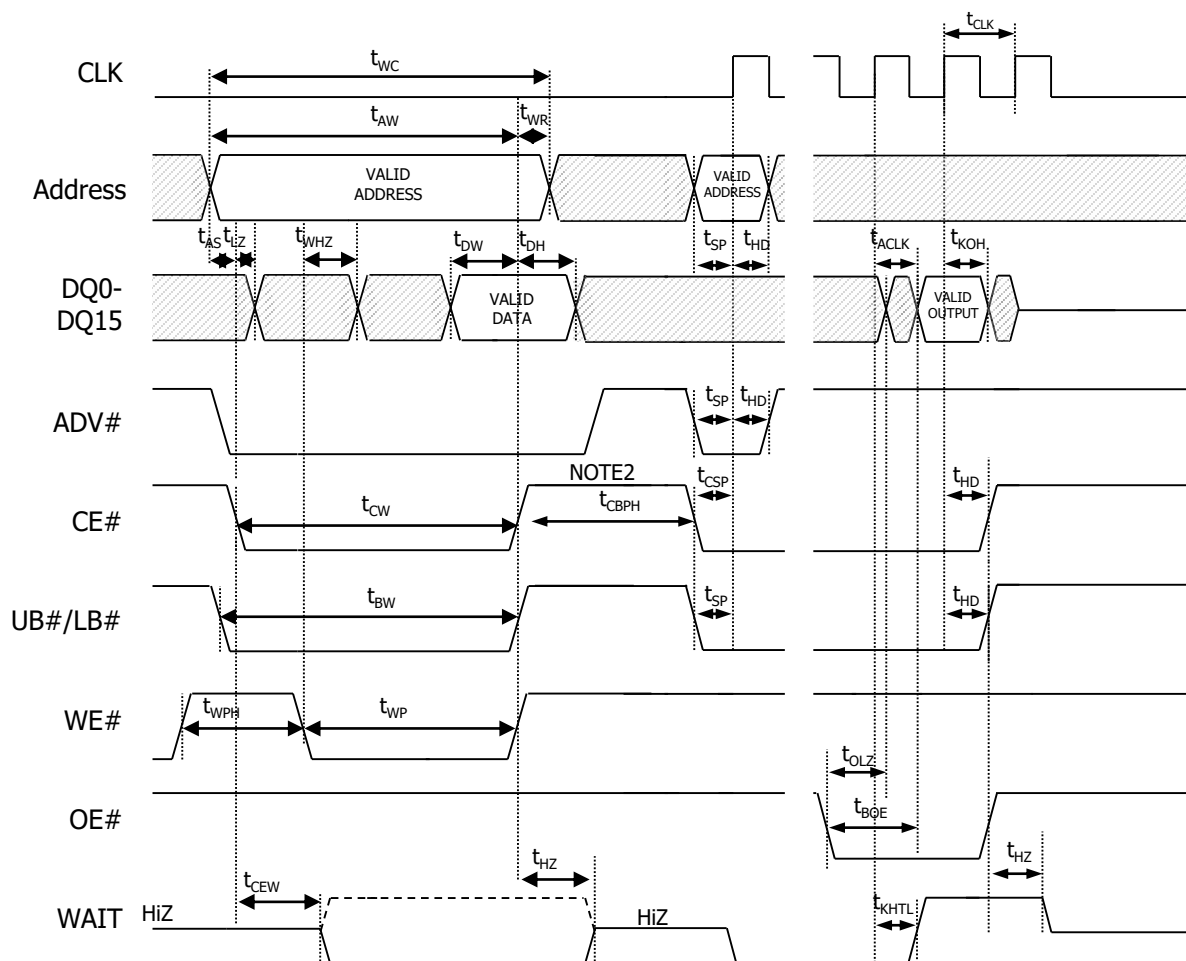 tCLK
CLK
tWC
tAW
tWR
Address
VALID
ADDRESS
VALID
ADDRESS
tAS
tLZ
tWHZ
tDW
tDH
tSP
tHD
tACLK
tKOH
DQ0-
DQ15
VALID
DATA
VALID
OUTPUT
ADV#
tSP
tHD
NOTE2
CE#
tCW
tCBPH
tCSP
tHD
UB#/LB#
tBW
tSP
tHD
WE#
tWPH
tWP
OE#
tOLZ
tBOE
tHZ
tHZ
tCEW
WAIT
HiZ
HiZ
tKHTL